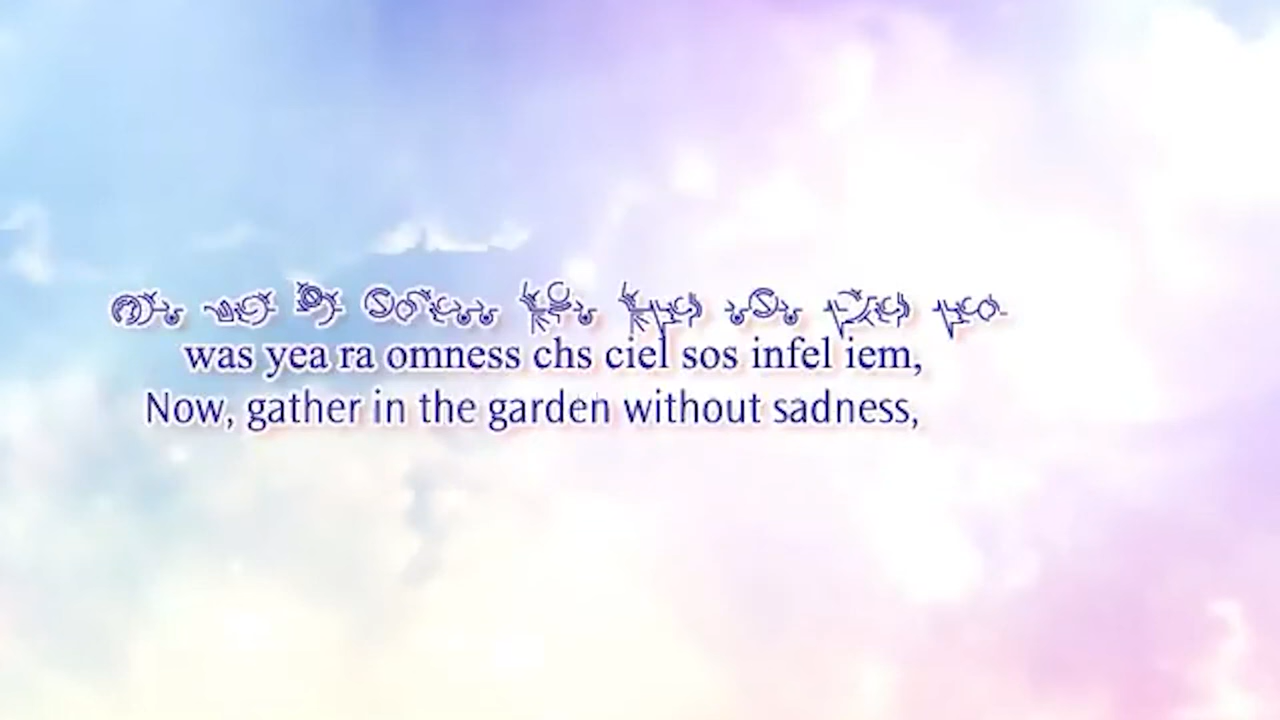 was yea ra omness chs ciel sos infel iem,
Now, gather in the garden without sadness,